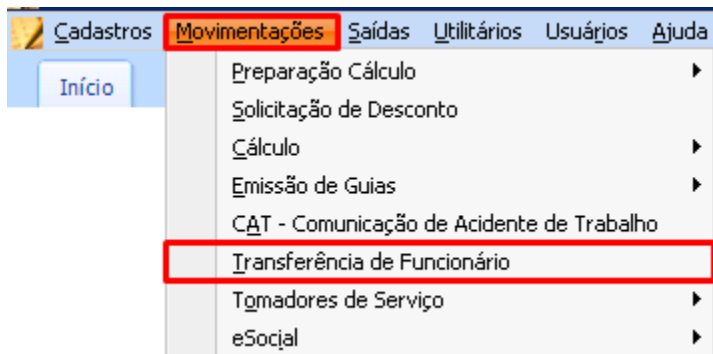 Cadastros Movimentações Saídas Utilitários Usuários Ajuda
Início
Preparação Cálculo
Solicitação de Desconto
Cálculo
Emissão de Guias
CAT - Comunicação de Acidente de Trabalho
Transferência de Funcionário
Tomadores de Serviço
eSocial